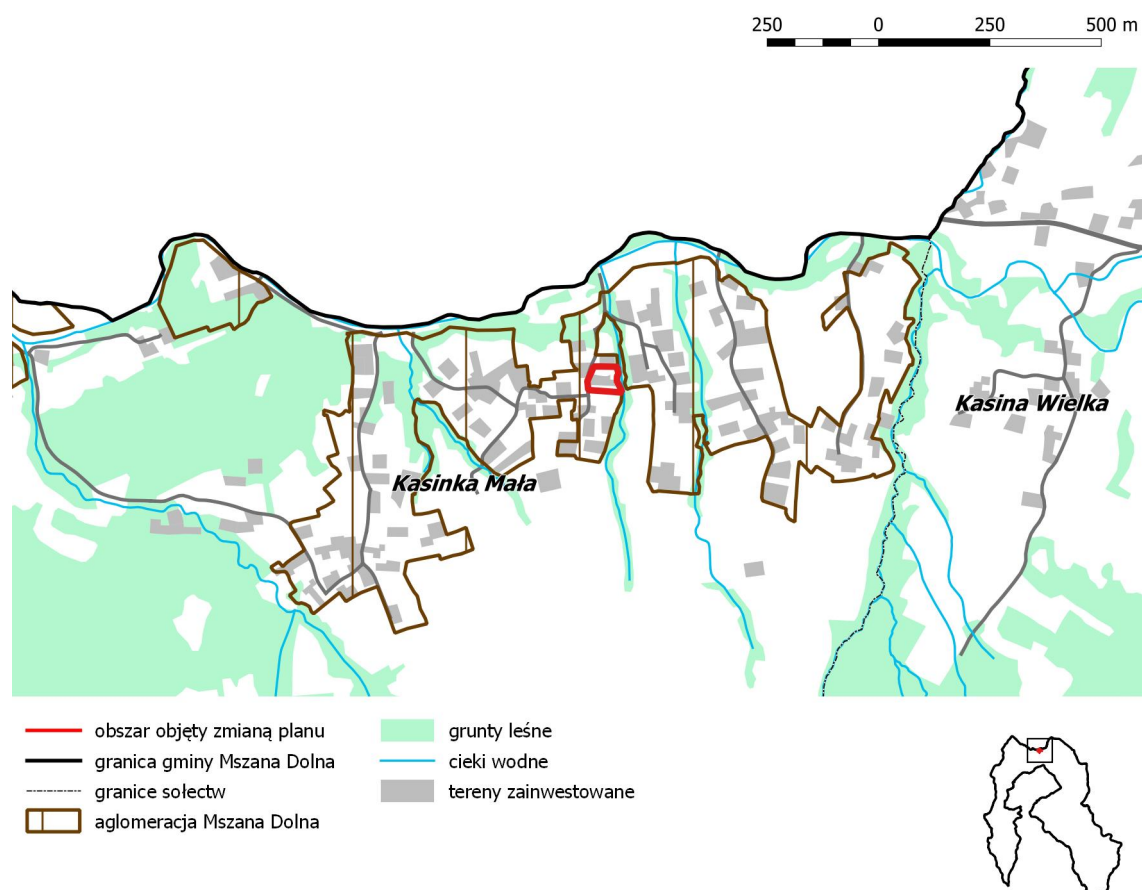 250 0 250 500 m
Kasina Wielka
Kasinka Mała
obszar objęty zmianą planu
granica gminy Mszana Dolna
granice sołectw
aglomeracja Mszana Dolna
grunty leśne
cieki wodne
tereny zainwestowane